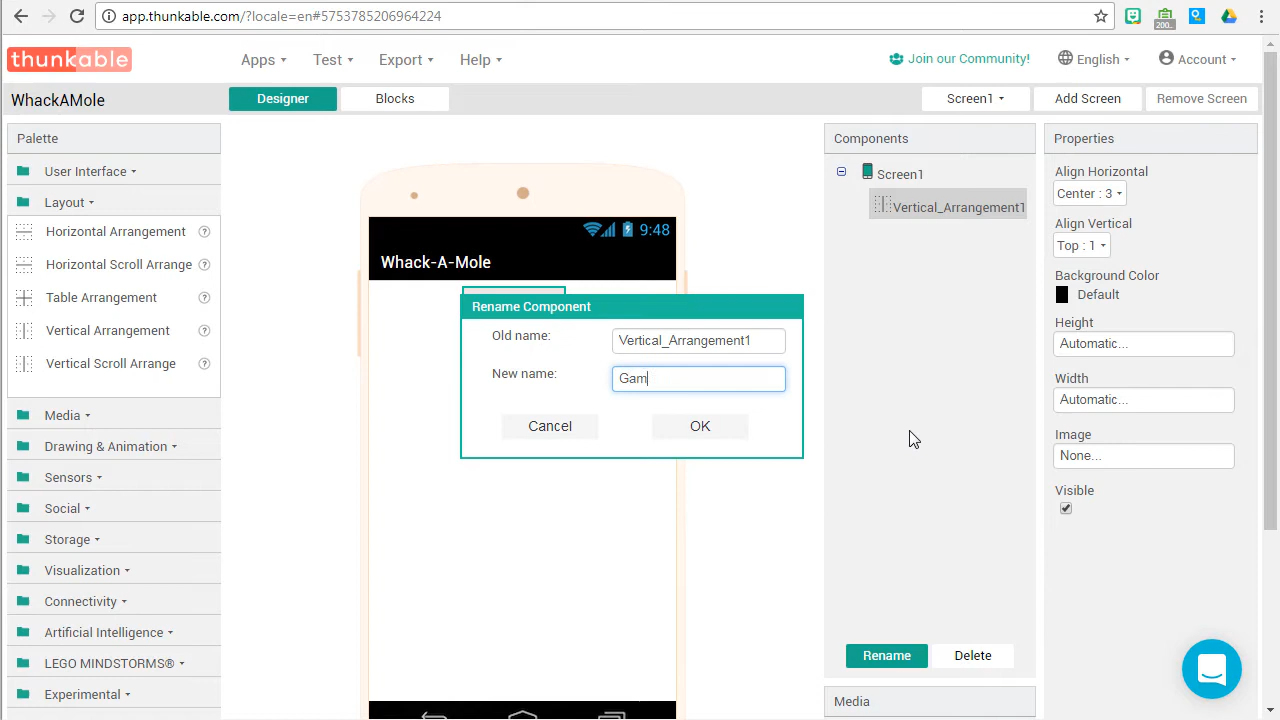 app.thunkable.com/?locale=en#5753785206964224
200..
thunkable
Apps
Test
Export
Help
Join our Community!
English
Account
WhackAMole
Designer
Blocks
Screen1
Add Screen
Remove Screen
Palette
User Interface
Layout
Horizontal Arrangement
Horizontal Scroll Arrange
Table Arrangement
Vertical Arrangement
Vertical Scroll Arrange
Media
Drawing & Animation
Sensors
Social
Storage
Visualization
Connectivity
Artificial Intelligence
LEGO MINDSTORMS®
Experimental
9:48
Whack-A-Mole
Rename Component
Old name:
Vertical_Arrangement1
New name:
Gam
Cancel
OK
Components
Screen1
Vertical_Arrangement1
Rename
Delete
Media
Properties
Align Horizontal
Center : 3
Align Vertical
Top : 1
Background Color
Default
Height
Automatic...
Width
Automatic...
Image
None...
Visible